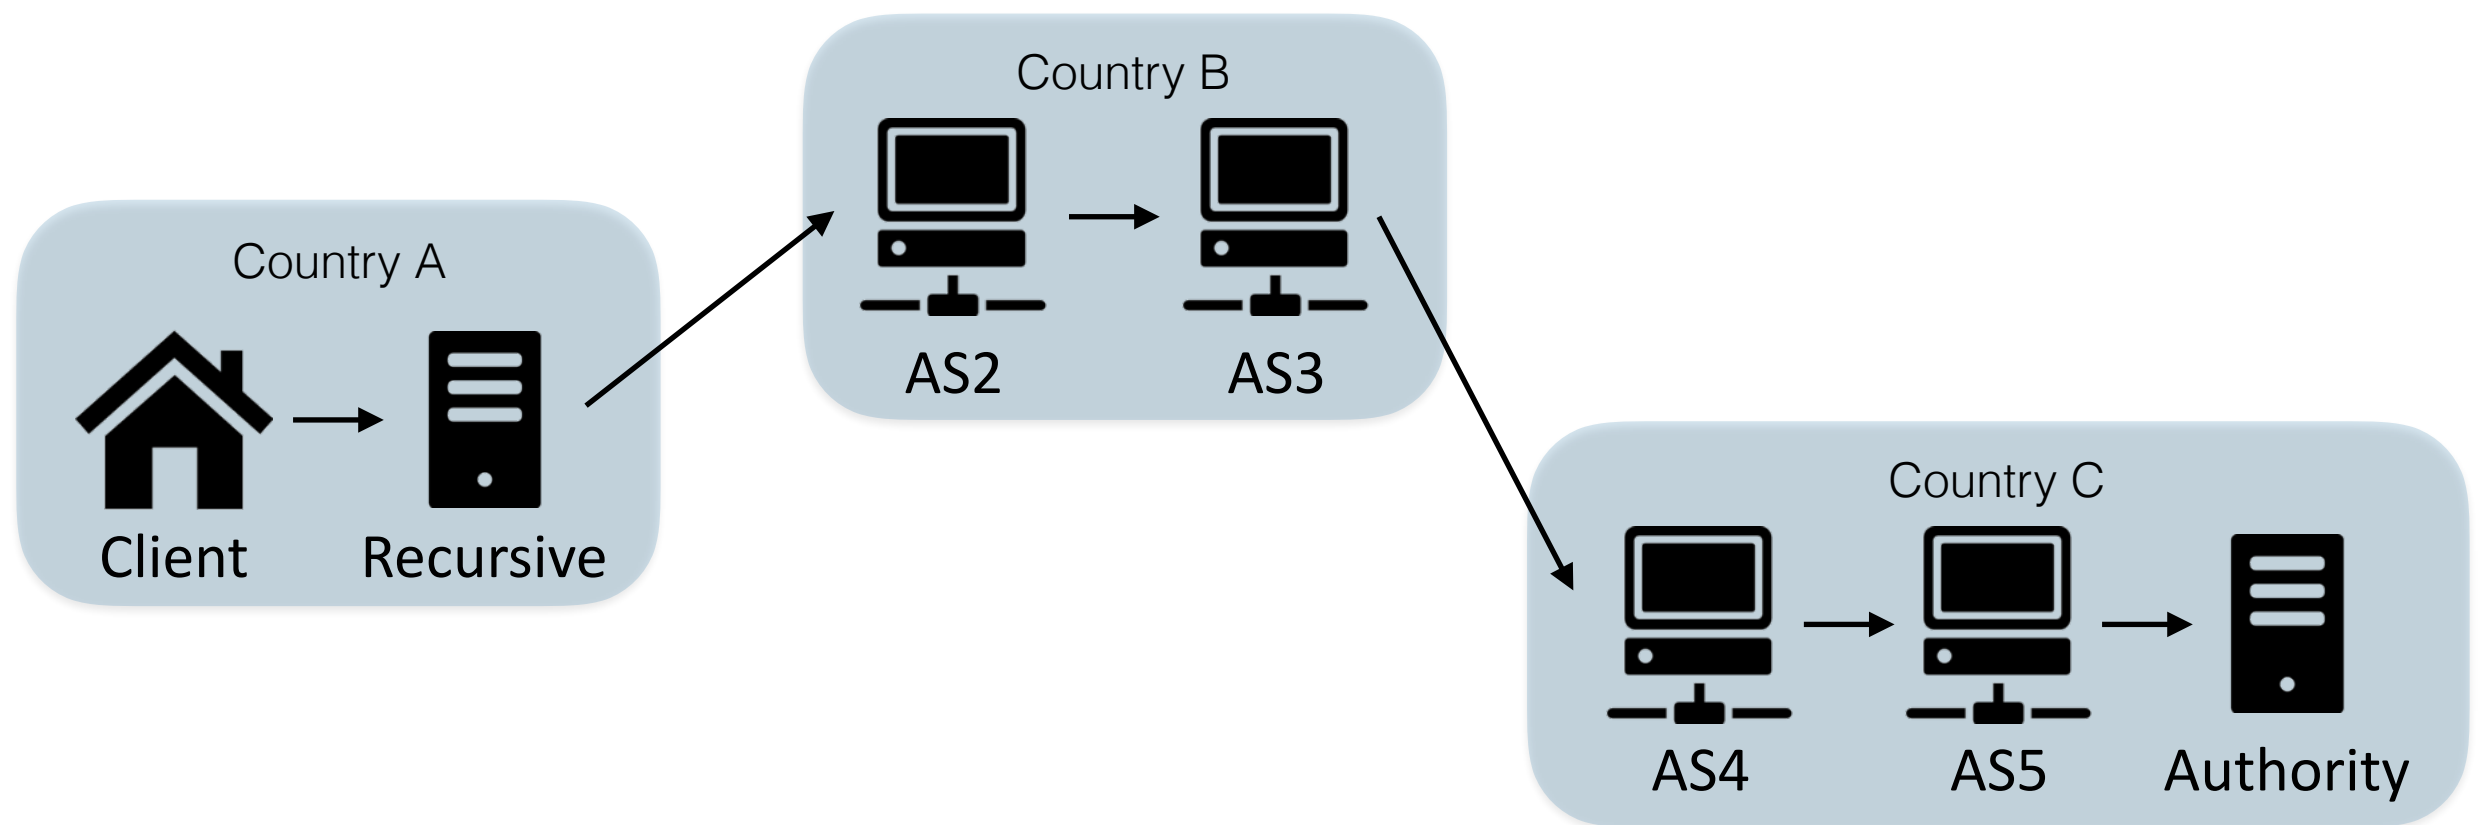 Country A
Client
Recursive
Country B
AS2
AS3
Country C
AS4
AS5
Authority